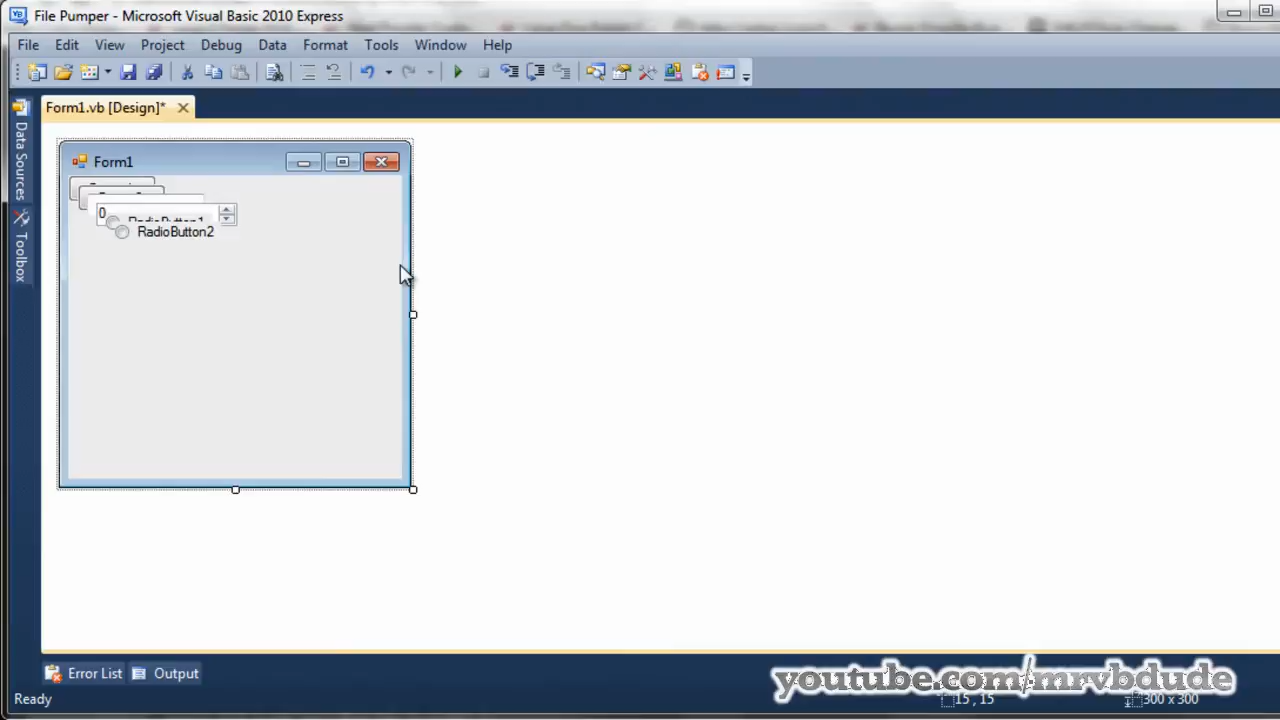 File Pumper - Microsoft Visual Basic 2010 Express
File Edit View Project Debug Data Format Tools Window Help
Form1.vb [Design]*
Data Sources
Toolbox
Form1
0
RadioButton1
RadioButton2
Error List Output
youtube.com/mrvbdude
Ready 15 , 15 300 x 300